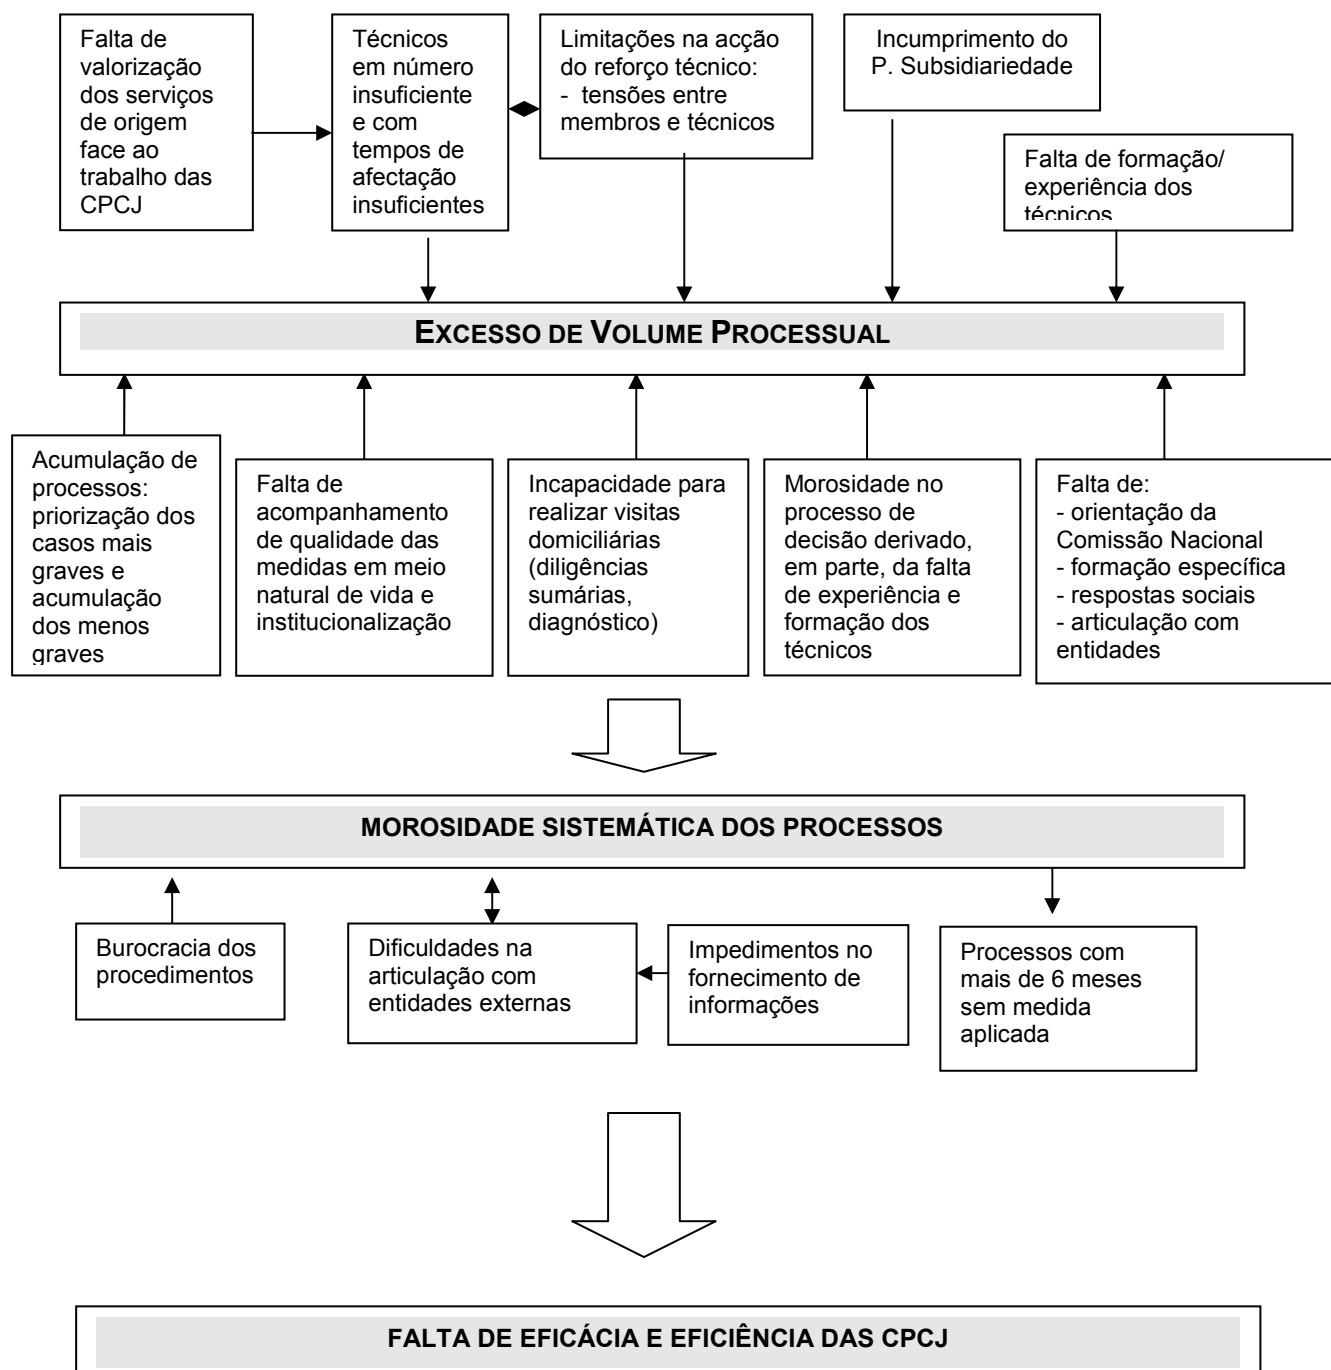 Falta de
valorização
dos serviços
de origem
face ao
trabalho das
CPCJ
Técnicos
em número
insuficiente
e com
tempos de
afectação
insuficientes
Limitações na acção
do reforço técnico:
- tensões entre
membros e técnicos
Incumprimento do
P. Subsidiariedade
Falta de formação/
experiência dos
técnicos
EXCESSO DE VOLUME PROCESSUAL
Acumulação de
processos:
priorização dos
casos mais
graves e
acumulação
dos menos
graves
Falta de
acompanhamento
de qualidade das
medidas em meio
natural de vida e
institucionalização
Incapacidade para
realizar visitas
domiciliárias
(diligências
sumárias,
diagnóstico)
Morosidade no
processo de
decisão derivado,
em parte, da falta
de experiência e
formação dos
técnicos
Falta de:
- orientação da
Comissão Nacional
- formação específica
- respostas sociais
- articulação com
entidades
MOROSIDADE SISTEMÁTICA DOS PROCESSOS
Burocracia dos
procedimentos
Dificuldades na
articulação com
entidades externas
Impedimentos no
fornecimento de
informações
Processos com
mais de 6 meses
sem medida
aplicada
FALTA DE EFICÁCIA E EFICIÊNCIA DAS CPCJ